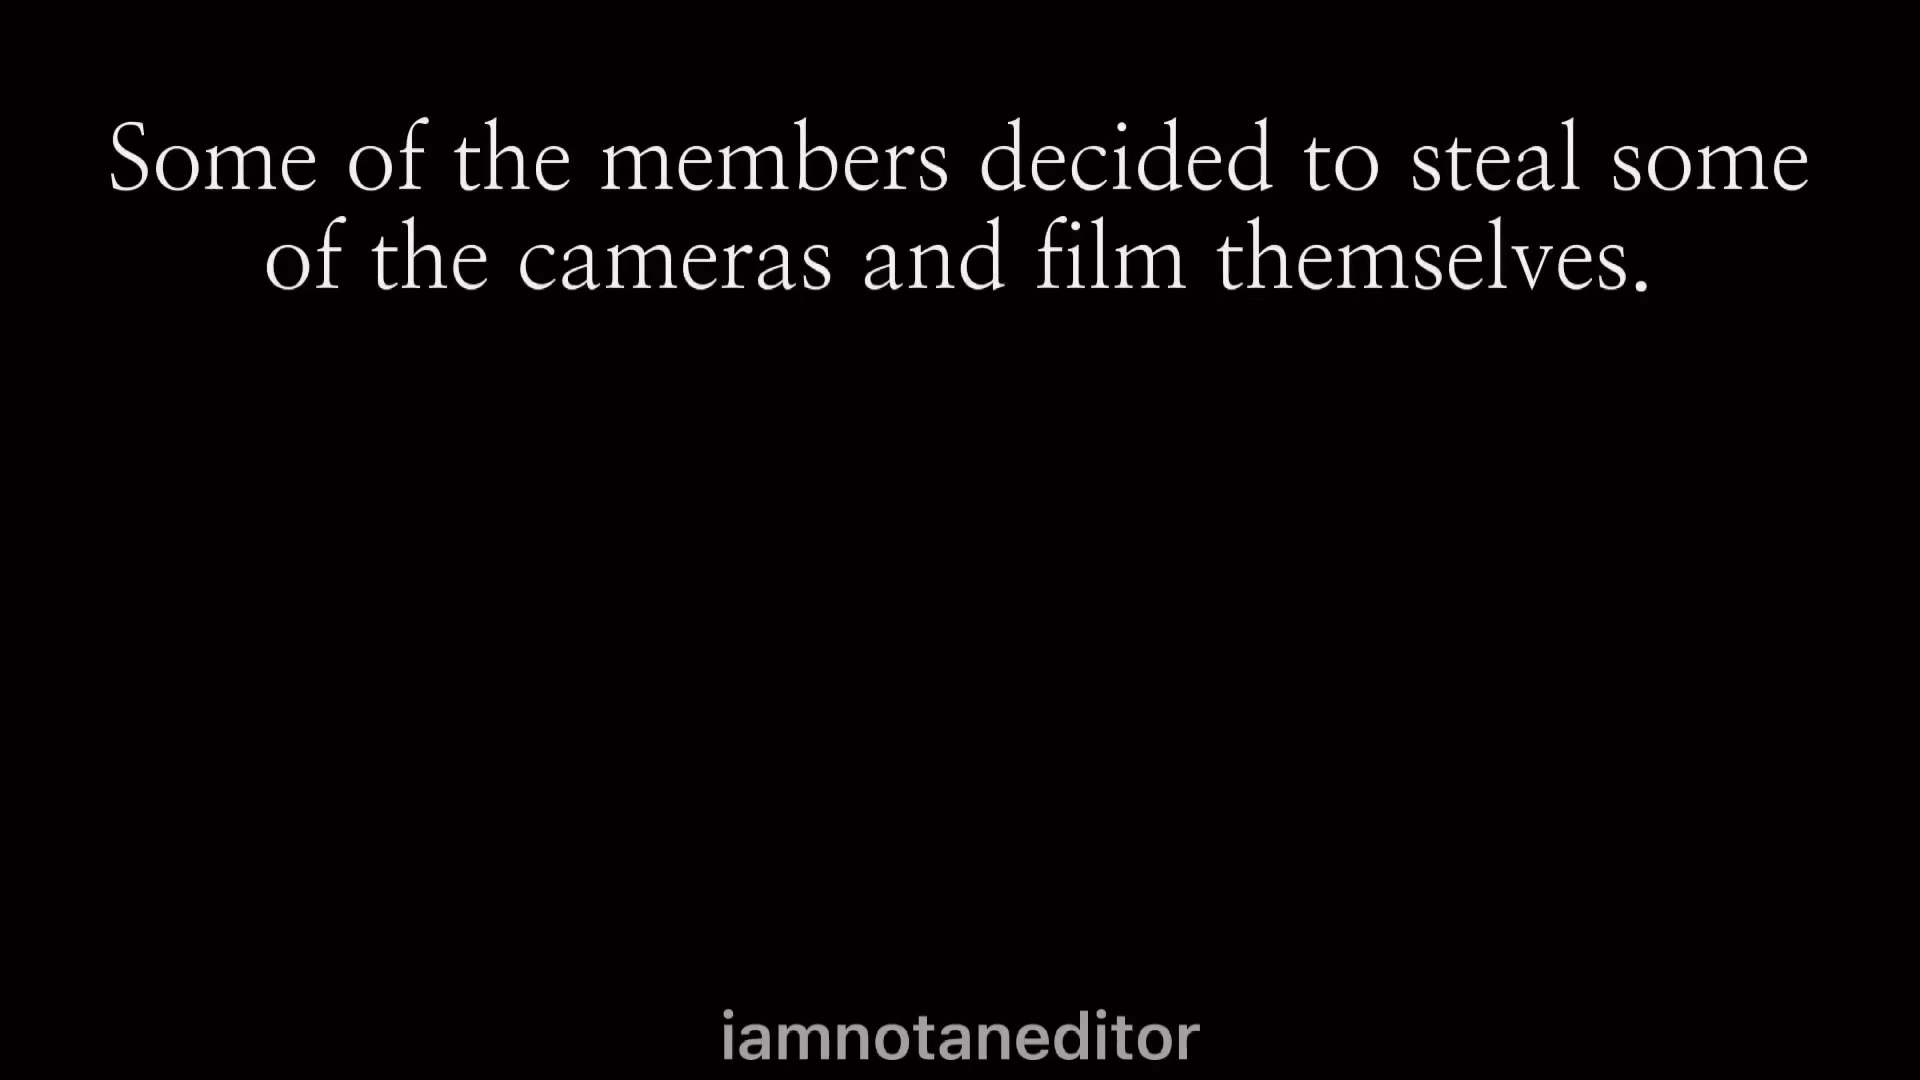 Some of the members decided to steal some
of the cameras and film themselves.
iamnotaneditor